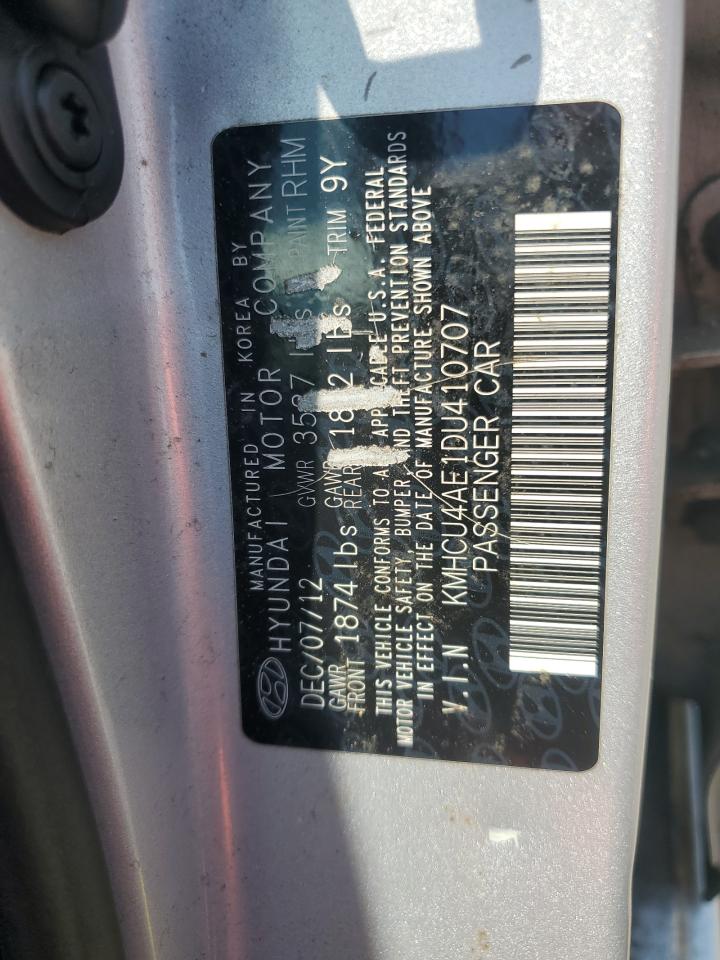 MANUFACTURED IN KOREA BY
HYUNDAI MOTOR COMPANY
DEC/07/12 GVWR lbs PAINT RHM
GAWR FRONT 1874 lbs GAWR REAR lbs TRIM 9Y
THIS VEHICLE CONFORMS TO ALL APPLICABLE U.S.A. FEDERAL
MOTOR VEHICLE SAFETY, BUMPER, AND THEFT PREVENTION STANDARDS
IN EFFECT ON THE DATE OF MANUFACTURE SHOWN ABOVE
V.I.N KMHCU4AE1DU410707
PASSENGER CAR